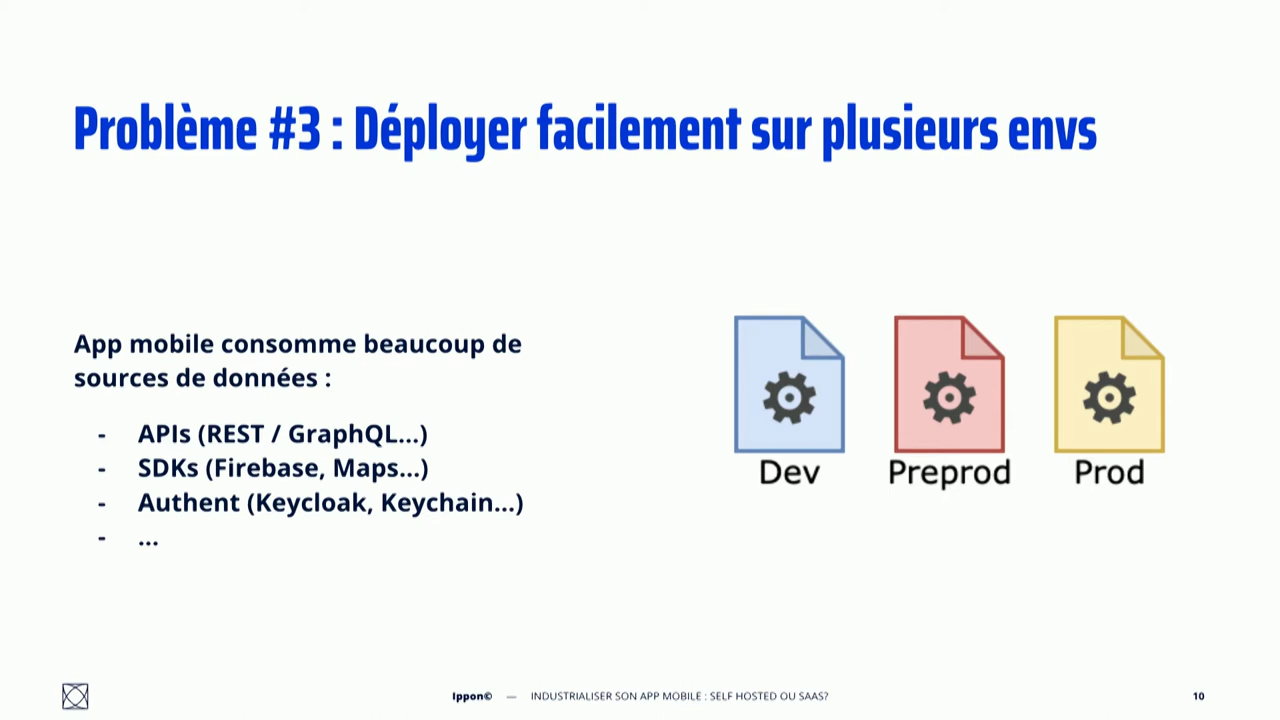 Problème #3 : Déployer facilement sur plusieurs envs
App mobile consomme beaucoup de
sources de données :
- APIs (REST / GraphQL...)
- SDKs (Firebase, Maps...)
- Authent (Keycloak, Keychain...)
- ...
Dev
Preprod
Prod
Ippon© — INDUSTRIALISER SON APP MOBILE : SELF HOSTED OU SAAS?
10